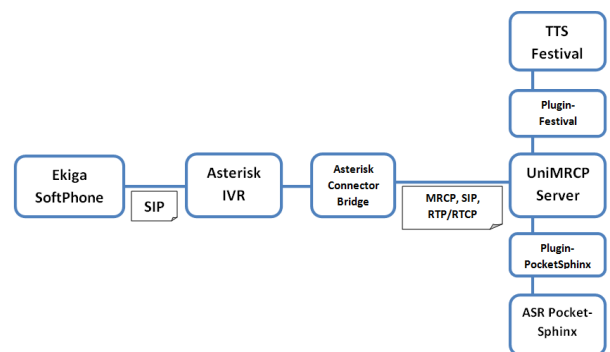 TTS
Festival
Plugin-
Festival
Ekiga
SoftPhone
SIP
Asterisk
IVR
Asterisk
Connector
Bridge
MRCP, SIP,
RTP/RTCP
UniMRCP
Server
Plugin-
PocketSphinx
ASR Pocket-
Sphinx